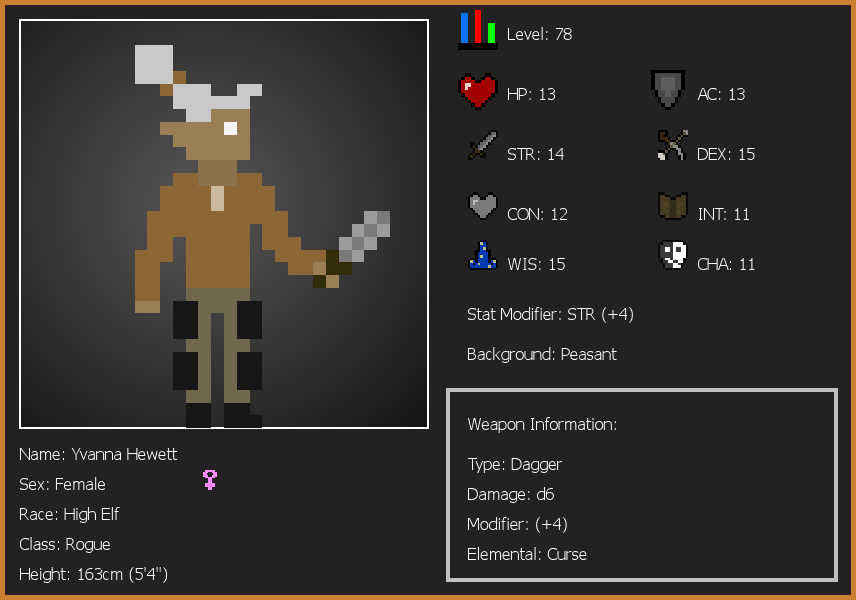 Level: 78
HP: 13
AC: 13
STR: 14
DEX: 15
CON: 12
INT: 11
WIS: 15
CHA: 11
Stat Modifier: STR (+4)
Background: Peasant
Weapon Information:
Type: Dagger
Damage: d6
Modifier: (+4)
Elemental: Curse
Name: Yvanna Hewett
Sex: Female
Race: High Elf
Class: Rogue
Height: 163cm (5'4")